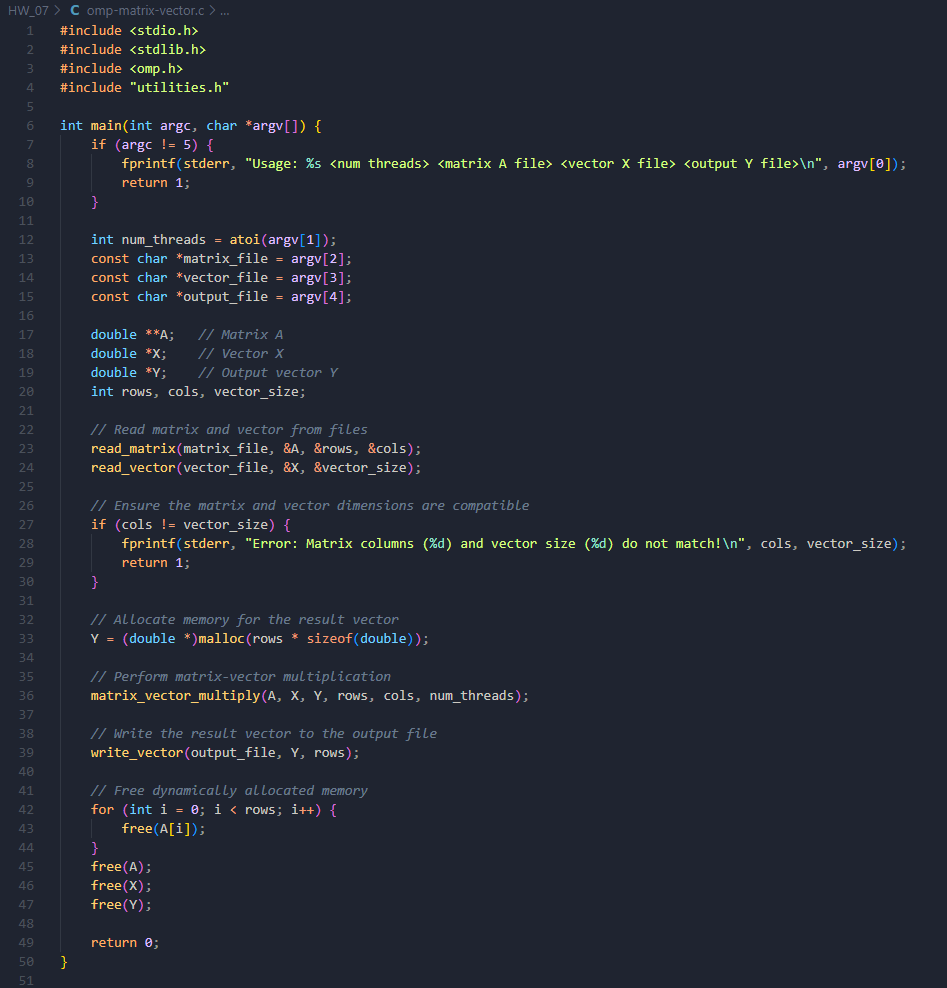 HW_07 > C omp-matrix-vector.c > ...
1 #include <stdio.h>
2 #include <stdlib.h>
3 #include <omp.h>
4 #include "utilities.h"
5
6 int main(int argc, char *argv[]) {
7     if (argc != 5) {
8         fprintf(stderr, "Usage: %s <num threads> <matrix A file> <vector X file> <output Y file>\n", argv[0]);
9         return 1;
10     }
11
12     int num_threads = atoi(argv[1]);
13     const char *matrix_file = argv[2];
14     const char *vector_file = argv[3];
15     const char *output_file = argv[4];
16
17     double **A;   // Matrix A
18     double *X;    // Vector X
19     double *Y;    // Output vector Y
20     int rows, cols, vector_size;
21
22     // Read matrix and vector from files
23     read_matrix(matrix_file, &A, &rows, &cols);
24     read_vector(vector_file, &X, &vector_size);
25
26     // Ensure the matrix and vector dimensions are compatible
27     if (cols != vector_size) {
28         fprintf(stderr, "Error: Matrix columns (%d) and vector size (%d) do not match!\n", cols, vector_size);
29         return 1;
30     }
31
32     // Allocate memory for the result vector
33     Y = (double *)malloc(rows * sizeof(double));
34
35     // Perform matrix-vector multiplication
36     matrix_vector_multiply(A, X, Y, rows, cols, num_threads);
37
38     // Write the result vector to the output file
39     write_vector(output_file, Y, rows);
40
41     // Free dynamically allocated memory
42     for (int i = 0; i < rows; i++) {
43         free(A[i]);
44     }
45     free(A);
46     free(X);
47     free(Y);
48
49     return 0;
50 }
51